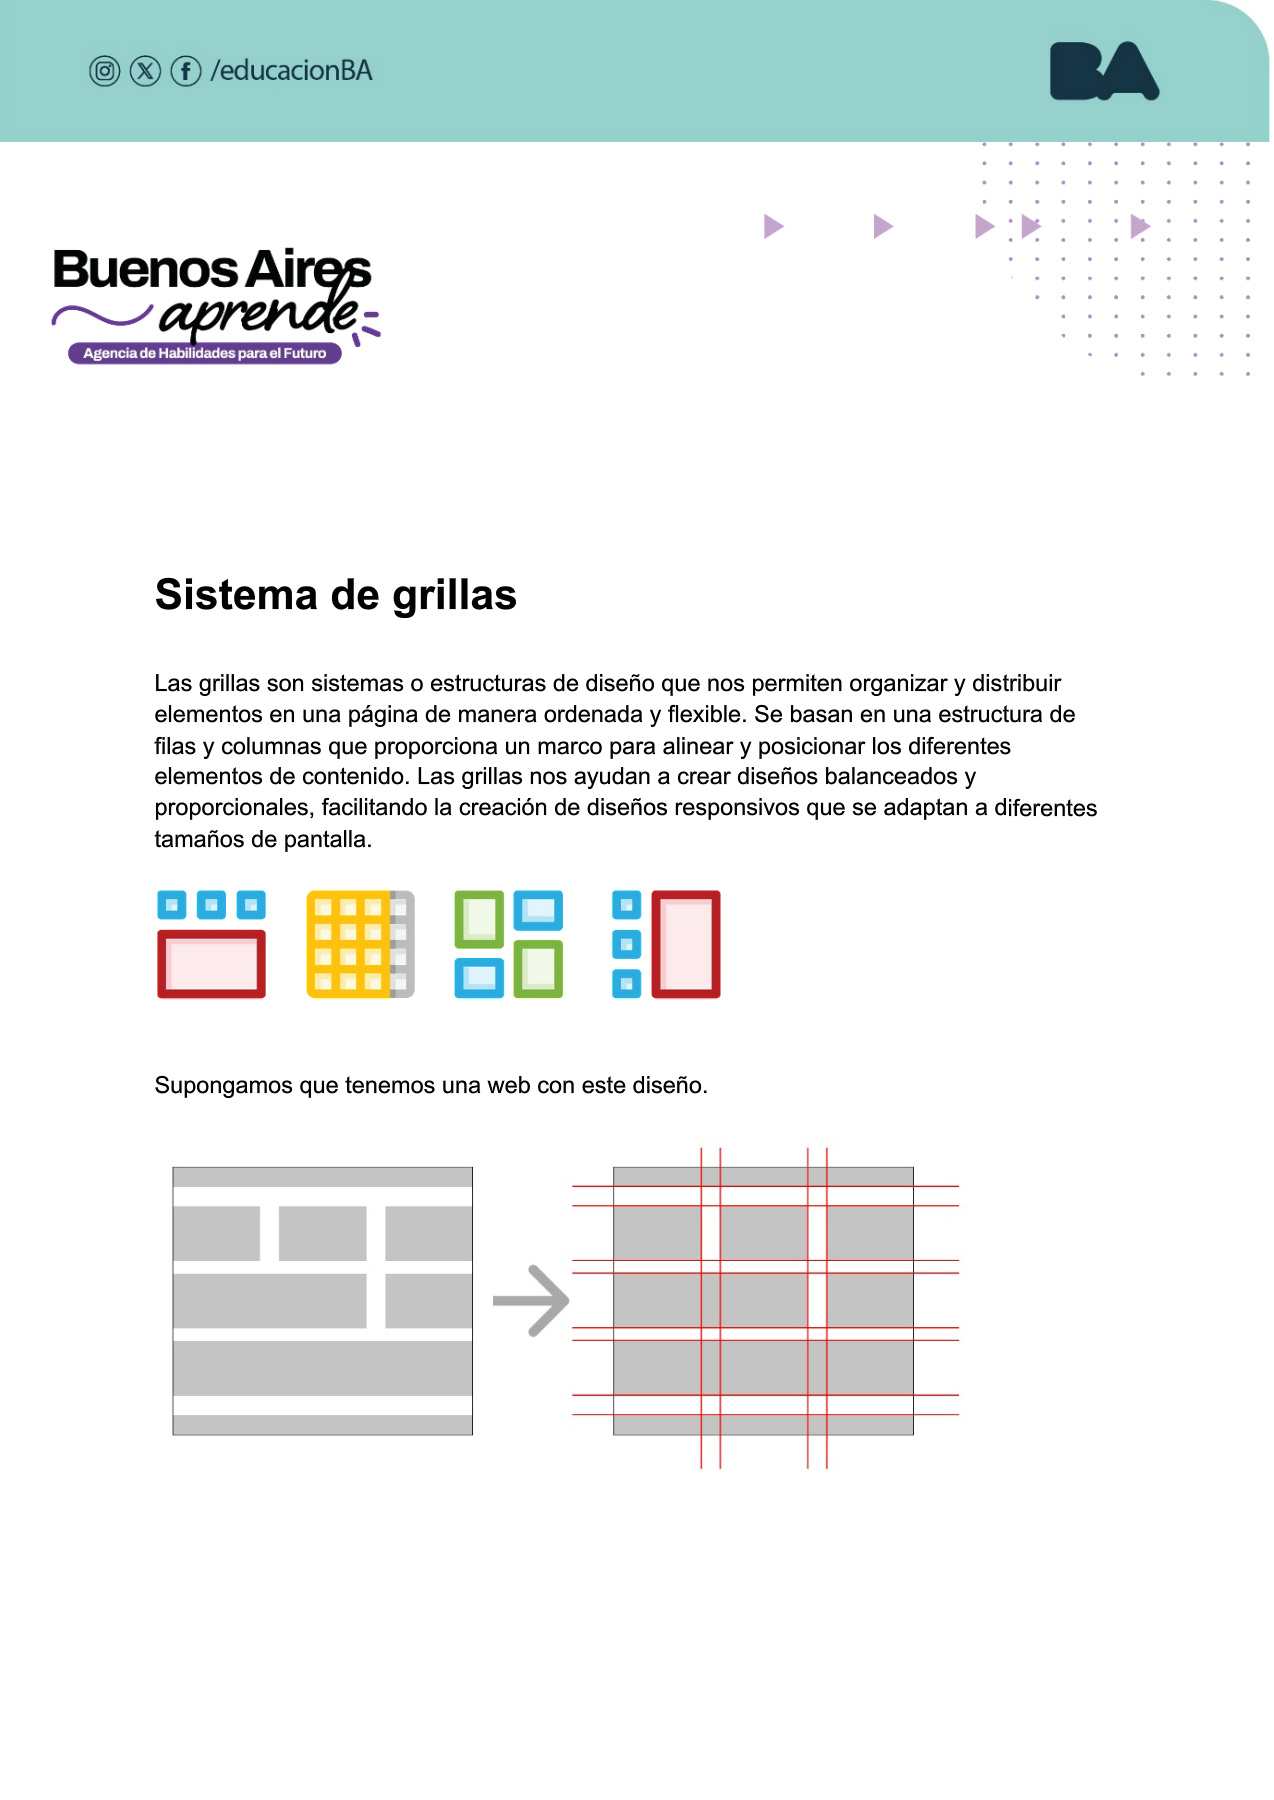 /educacionBA
BA
Buenos Aires
aprende
Agencia de Habilidades para el Futuro
Sistema de grillas
Las grillas son sistemas o estructuras de diseño que nos permiten organizar y distribuir
elementos en una página de manera ordenada y flexible. Se basan en una estructura de
filas y columnas que proporciona un marco para alinear y posicionar los diferentes
elementos de contenido. Las grillas nos ayudan a crear diseños balanceados y
proporcionales, facilitando la creación de diseños responsivos que se adaptan a diferentes
tamaños de pantalla.
Supongamos que tenemos una web con este diseño.